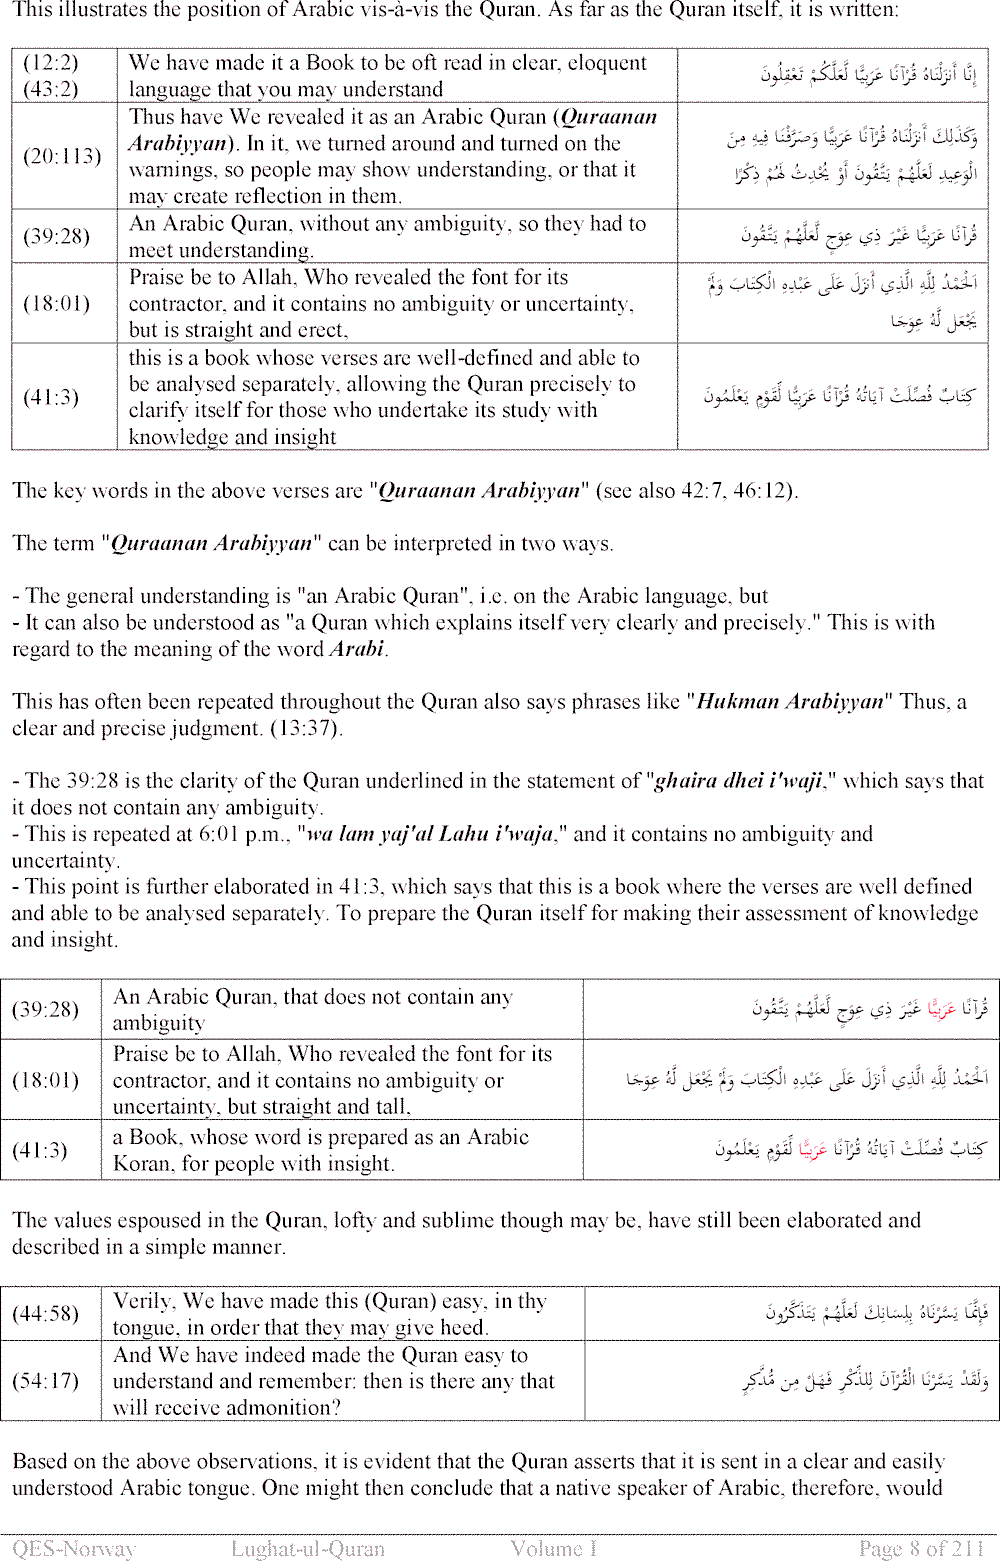 This illustrates the position of Arabic vis-à-vis the Quran. As far as the Quran itself, it is written:
(12:2)
(43:2)
We have made it a Book to be oft read in clear, eloquent
language that you may understand
إِنَّا أَنزَلْنَاهُ قُرْآنًا عَرَبِيًّا لَّعَلَّكُمْ تَعْقِلُونَ
(20:113)
Thus have We revealed it as an Arabic Quran (Quraanan
Arabiyyan). In it, we turned around and turned on the
warnings, so people may show understanding, or that it
may create reflection in them.
وَكَذَلِكَ أَنزَلْنَاهُ قُرْآنًا عَرَبِيًّا وَصَرَّفْنَا فِيهِ مِنَ
الْوَعِيدِ لَعَلَّهُمْ يَتَّقُونَ أَوْ يُحْدِثُ لَهُمْ ذِكْرًا
(39:28)
An Arabic Quran, without any ambiguity, so they had to
meet understanding.
قُرآنًا عَرَبِيًّا غَيْرَ ذِي عِوَجٍ لَّعَلَّهُمْ يَتَّقُونَ
(18:01)
Praise be to Allah, Who revealed the font for its
contractor, and it contains no ambiguity or uncertainty,
but is straight and erect,
الْحَمْدُ لِلَّهِ الَّذِي أَنزَلَ عَلَى عَبْدِهِ الْكِتَابَ وَلَمْ
يَجْعَل لَّهُ عِوَجَا
(41:3)
this is a book whose verses are well-defined and able to
be analysed separately, allowing the Quran precisely to
clarify itself for those who undertake its study with
knowledge and insight
كِتَابٌ فُصِّلَتْ آيَاتُهُ قُرْآنًا عَرَبِيًّا لِّقَوْمٍ يَعْلَمُونَ
The key words in the above verses are "Quraanan Arabiyyan" (see also 42:7, 46:12).
The term "Quraanan Arabiyyan" can be interpreted in two ways.
- The general understanding is "an Arabic Quran", i.e. on the Arabic language, but
- It can also be understood as "a Quran which explains itself very clearly and precisely." This is with
regard to the meaning of the word Arabi.
This has often been repeated throughout the Quran also says phrases like "Hukman Arabiyyan" Thus, a
clear and precise judgment. (13:37).
- The 39:28 is the clarity of the Quran underlined in the statement of "ghaira dhei i'waji," which says that
it does not contain any ambiguity.
- This is repeated at 6:01 p.m., "wa lam yaj'al Lahu i'waja," and it contains no ambiguity and
uncertainty.
- This point is further elaborated in 41:3, which says that this is a book where the verses are well defined
and able to be analysed separately. To prepare the Quran itself for making their assessment of knowledge
and insight.
(39:28)
An Arabic Quran, that does not contain any
ambiguity
قُرآنًا عَرَبِيًّا غَيْرَ ذِي عِوَجٍ لَّعَلَّهُمْ يَتَّقُونَ
(18:01)
Praise be to Allah, Who revealed the font for its
contractor, and it contains no ambiguity or
uncertainty, but straight and tall,
الْحَمْدُ لِلَّهِ الَّذِي أَنزَلَ عَلَى عَبْدِهِ الْكِتَابَ وَلَمْ يَجْعَل لَّهُ عِوَجَا
(41:3)
a Book, whose word is prepared as an Arabic
Koran, for people with insight.
كِتَابٌ فُصِّلَتْ آيَاتُهُ قُرْآنًا عَرَبِيًّا لِّقَوْمٍ يَعْلَمُونَ
The values espoused in the Quran, lofty and sublime though may be, have still been elaborated and
described in a simple manner.
(44:58)
Verily, We have made this (Quran) easy, in thy
tongue, in order that they may give heed.
فَإِنَّمَا يَسَّرْنَاهُ بِلِسَانِكَ لَعَلَّهُمْ يَتَذَكَّرُونَ
(54:17)
And We have indeed made the Quran easy to
understand and remember: then is there any that
will receive admonition?
وَلَقَدْ يَسَّرْنَا الْقُرْآنَ لِلذِّكْرِ فَهَلْ مِن مُّدَّكِرٍ
Based on the above observations, it is evident that the Quran asserts that it is sent in a clear and easily
understood Arabic tongue. One might then conclude that a native speaker of Arabic, therefore, would
QES-Norway Lughat-ul-Quran Volume I Page 8 of 211